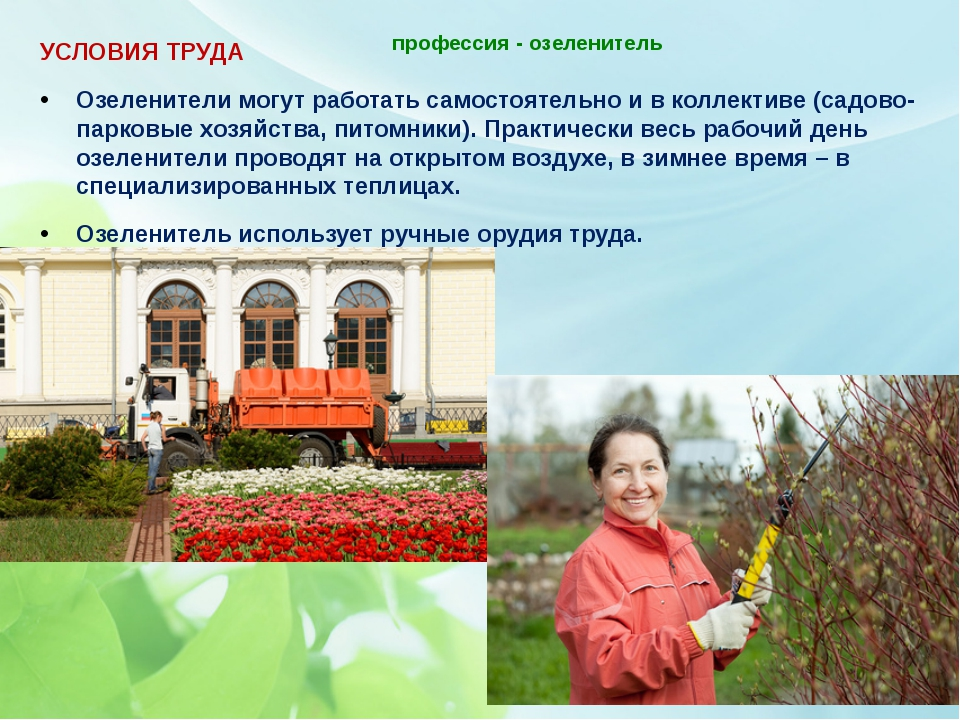 профессия - озеленитель
УСЛОВИЯ ТРУДА
• Озеленители могут работать самостоятельно и в коллективе (садово-
парковые хозяйства, питомники). Практически весь рабочий день
озеленители проводят на открытом воздухе, в зимнее время – в
специализированных теплицах.
• Озеленитель использует ручные орудия труда.